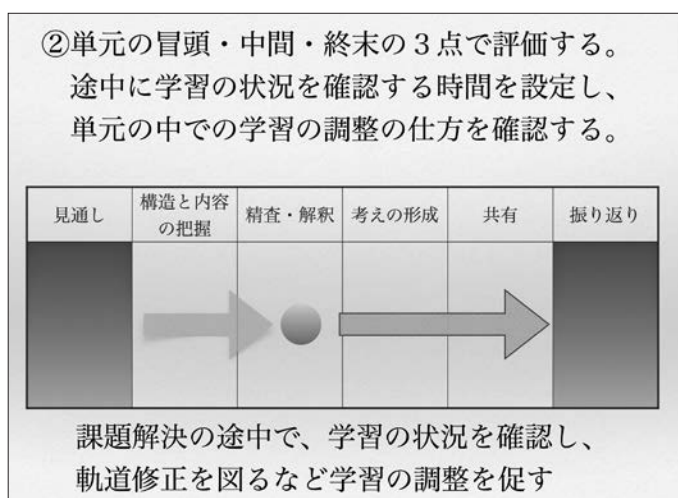 ②単元の冒頭・中間・終末の3点で評価する。
途中に学習の状況を確認する時間を設定し、
単元の中での学習の調整の仕方を確認する。
見通し
構造と内容
の把握
精査・解釈
考えの形成
共有
振り返り
課題解決の途中で、学習の状況を確認し、
軌道修正を図るなど学習の調整を促す